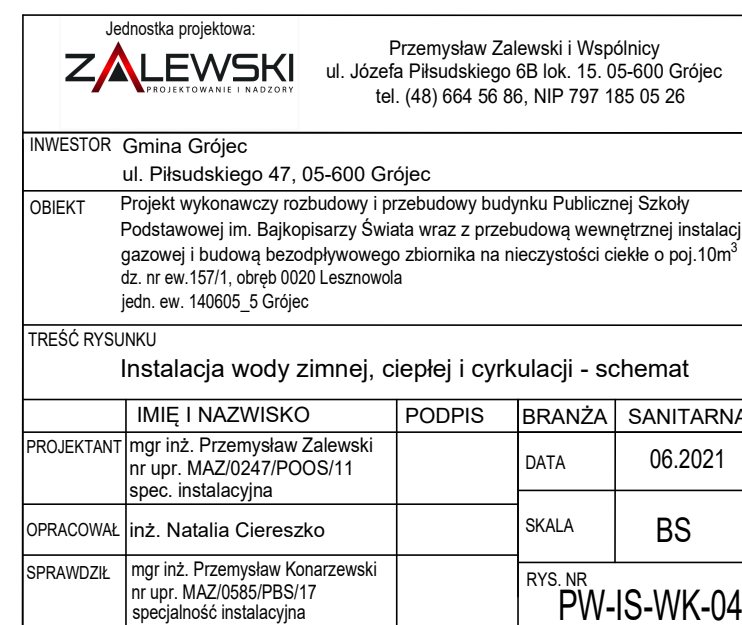 Jednostka projektowa:
ZALEWSKI
PROJEKTOWANIE I NADZORY
Przemysław Zalewski i Wspólnicy
ul. Józefa Piłsudskiego 6B lok. 15. 05-600 Grójec
tel. (48) 664 56 86, NIP 797 185 05 26
INWESTOR Gmina Grójec
ul. Piłsudskiego 47, 05-600 Grójec
OBIEKT Projekt wykonawczy rozbudowy i przebudowy budynku Publicznej Szkoły
Podstawowej im. Bajkopisarzy Świata wraz z przebudową wewnętrznej instalacj
gazowej i budową bezodpływowego zbiornika na nieczystości ciekłe o poj.10m³
dz. nr ew.157/1, obręb 0020 Lesznowola
jedn. ew. 140605_5 Grójec
TREŚĆ RYSUNKU
Instalacja wody zimnej, ciepłej i cyrkulacji - schemat
IMIĘ I NAZWISKO PODPIS BRANŻA SANITARNA
PROJEKTANT mgr inż. Przemysław Zalewski
nr upr. MAZ/0247/POOS/11
spec. instalacyjna
DATA 06.2021
OPRACOWAŁ inż. Natalia Ciereszko
SKALA BS
SPRAWDZIŁ mgr inż. Przemysław Konarzewski
nr upr. MAZ/0585/PBS/17
specjalność instalacyjna
RYS. NR
PW-IS-WK-04